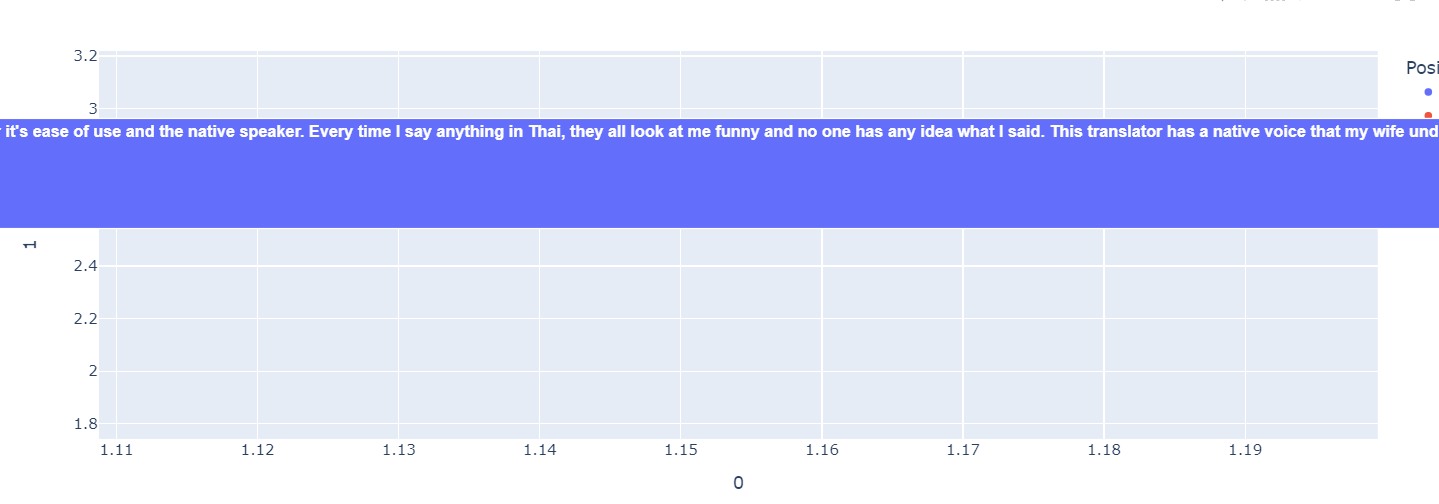 3.2
Posi
3
it's ease of use and the native speaker. Every time I say anything in Thai, they all look at me funny and no one has any idea what I said. This translator has a native voice that my wife und
1
2.4
2.2
2
1.8
1.11 1.12 1.13 1.14 1.15 1.16 1.17 1.18 1.19
0